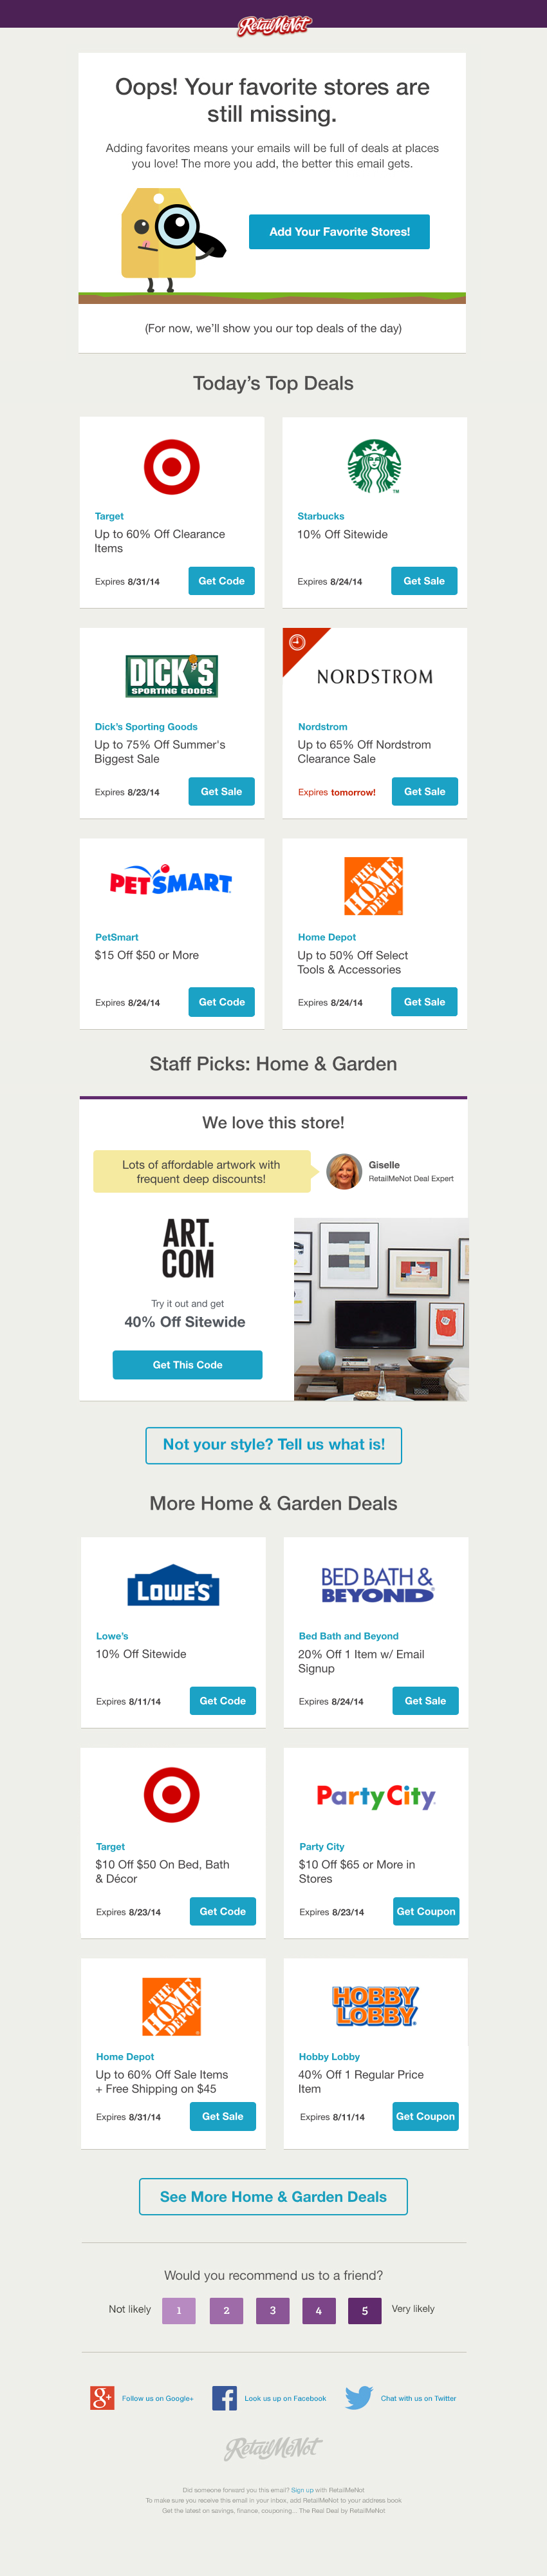 RetailMeNot
Oops! Your favorite stores are
still missing.
Adding favorites means your emails will be full of deals at places
you love! The more you add, the better this email gets.
Add Your Favorite Stores!
(For now, we'll show you our top deals of the day)
Today's Top Deals
Target
Up to 60% Off Clearance
Items
Expires 8/31/14
Get Code
Starbucks
10% Off Sitewide
Expires 8/24/14
Get Sale
DICK'S
SPORTING GOODS
Dick's Sporting Goods
Up to 75% Off Summer's
Biggest Sale
Expires 8/23/14
Get Sale
NORDSTROM
Nordstrom
Up to 65% Off Nordstrom
Clearance Sale
Expires tomorrow!
Get Sale
PETSMART
PetSmart
$15 Off $50 or More
Expires 8/24/14
Get Code
THE
HOME
DEPOT
Home Depot
Up to 50% Off Select
Tools & Accessories
Expires 8/24/14
Get Sale
Staff Picks: Home & Garden
We love this store!
Lots of affordable artwork with
frequent deep discounts!
Giselle
RetailMeNot Deal Expert
ART.
COM
Try it out and get
40% Off Sitewide
Get This Code
Not your style? Tell us what is!
More Home & Garden Deals
LOWE'S
Lowe's
10% Off Sitewide
Expires 8/11/14
Get Code
BED BATH &
BEYOND
Bed Bath and Beyond
20% Off 1 Item w/ Email
Signup
Expires 8/24/14
Get Sale
Target
$10 Off $50 On Bed, Bath
& Décor
Expires 8/23/14
Get Code
PartyCity
Party City
$10 Off $65 or More in
Stores
Expires 8/23/14
Get Coupon
THE
HOME
DEPOT
Home Depot
Up to 60% Off Sale Items
+ Free Shipping on $45
Expires 8/31/14
Get Sale
HOBBY
LOBBY
Hobby Lobby
40% Off 1 Regular Price
Item
Expires 8/11/14
Get Coupon
See More Home & Garden Deals
Would you recommend us to a friend?
Not likely 1 2 3 4 5 Very likely
g+ Follow us on Google+
f Look us up on Facebook
Chat with us on Twitter
RetailMeNot
Did someone forward you this email? Sign up with RetailMeNot
To make sure you receive this email in your inbox, add RetailMeNot to your address book
Get the latest on savings, finance, couponing... The Real Deal by RetailMeNot